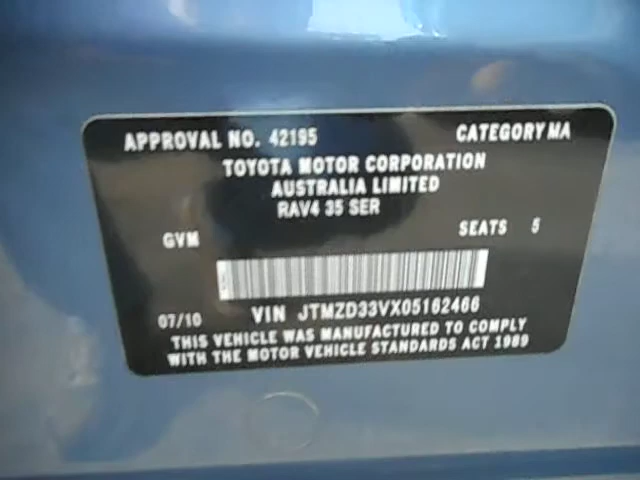 APPROVAL NO. 42195 CATEGORY MA
TOYOTA MOTOR CORPORATION
AUSTRALIA LIMITED
RAV4 35 SER
GVM SEATS 5
07/10 VIN JTMZD33VX05162466
THIS VEHICLE WAS MANUFACTURED TO COMPLY
WITH THE MOTOR VEHICLE STANDARDS ACT 1989